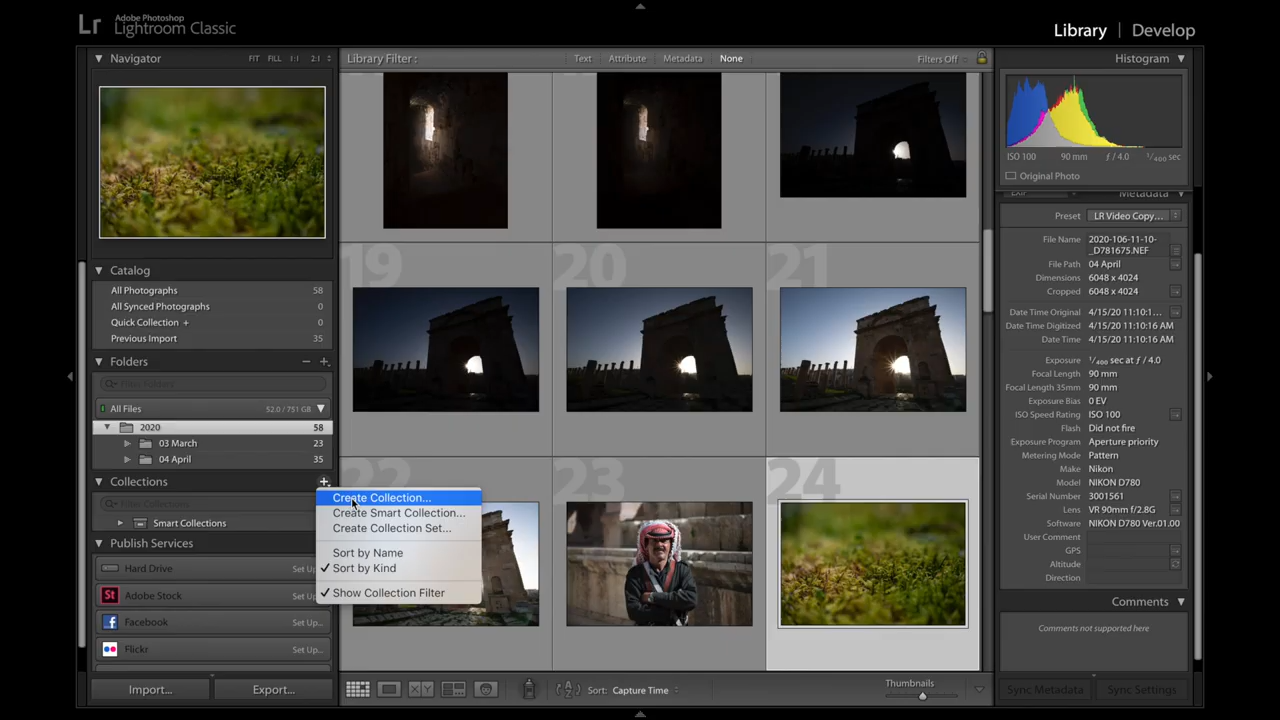 Lr
Adobe Photoshop
Lightroom Classic
Library | Develop
Navigator FIT FILL 1:1 2:1
Catalog
All Photographs 58
All Synced Photographs 0
Quick Collection + 0
Previous Import 35
Folders
Filter Folders
All Files 52.0 / 751 GB
2020 58
03 March 23
04 April 35
Collections
Filter Collections
Smart Collections
Publish Services
Hard Drive Set Up...
St Adobe Stock Set Up...
Facebook Set Up...
Flickr Set Up...
Import... Export...
Create Collection...
Create Smart Collection...
Create Collection Set...
Sort by Name
✓ Sort by Kind
✓ Show Collection Filter
Library Filter: Text Attribute Metadata None Filters Off
19 20 21
22 23 24
Sort: Capture Time
Thumbnails
Histogram
ISO 100 90 mm ƒ / 4.0 1/400 sec
Original Photo
Metadata
Preset LR Video Copy...
File Name 2020-106-11-10-_D781675.NEF
File Path 04 April
Dimensions 6048 x 4024
Cropped 6048 x 4024
Date Time Original 4/15/20 11:10:1...
Date Time Digitized 4/15/20 11:10:16 AM
Date Time 4/15/20 11:10:16 AM
Exposure 1/400 sec at ƒ / 4.0
Focal Length 90 mm
Focal Length 35mm 90 mm
Exposure Bias 0 EV
ISO Speed Rating ISO 100
Flash Did not fire
Exposure Program Aperture priority
Metering Mode Pattern
Make Nikon
Model NIKON D780
Serial Number 3001561
Lens VR 90mm f/2.8G
Software NIKON D780 Ver.01.00
User Comment
GPS
Altitude
Direction
Comments
Comments not supported here
Sync Metadata Sync Settings